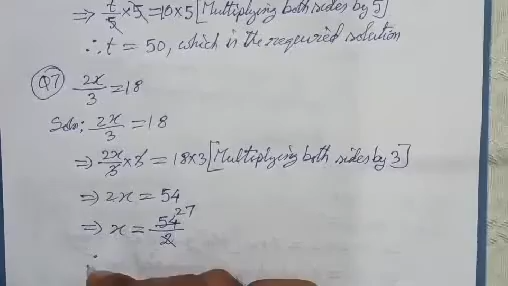 ⇒ t/5 × 5 = 10 × 5 [Multiplying both sides by 5]
∴ t = 50, which is the required solution
Q7 2x/3 = 18
Soln: 2x/3 = 18
⇒ 2x/3 × 3 = 18 × 3 [Multiplying both sides by 3]
⇒ 2x = 54
⇒ x = 54/2 27